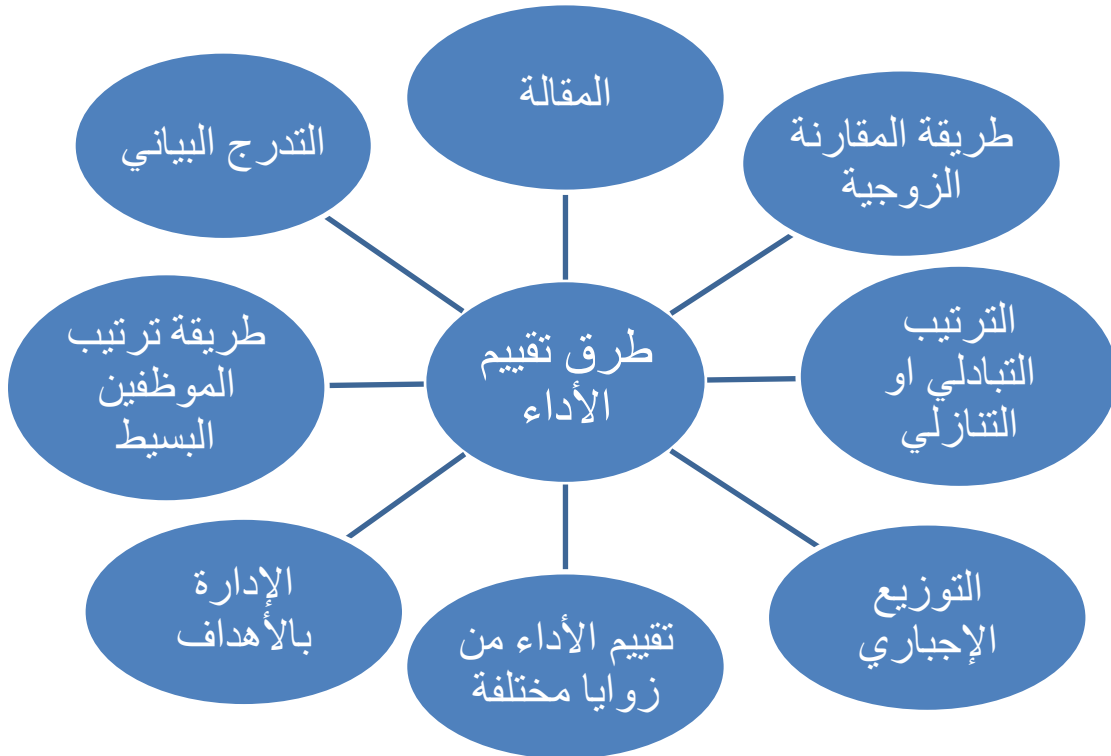 المقالة
طريقة المقارنة
الزوجية
التدرج البياني
طرق تقييم
الأداء
الترتيب
التبادلي او
التنازلي
طريقة ترتيب
الموظفين
البسيط
التوزيع
الإجباري
تقييم الأداء من
زوايا مختلفة
الإدارة
بالأهداف